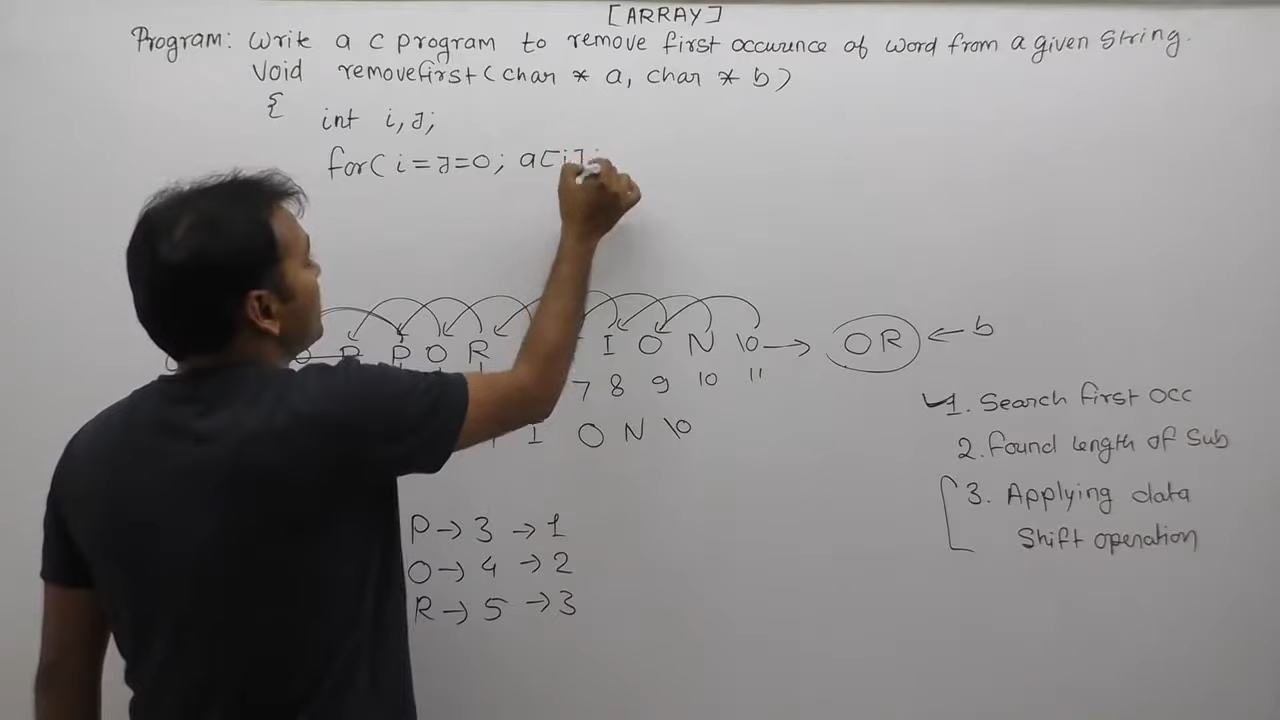 [ARRAY]
Program: Write a C program to remove first occurence of word from a given string.
Void removefirst(char * a, char * b)
{
int i, J;
for( i = J = 0; a[i];
P O R I O N \0 → OR ← b
7 8 9 10 11
I O N \0
1. Search first occ
2. found length of sub
3. Applying data
Shift operation
P → 3 → 1
O → 4 → 2
R → 5 → 3